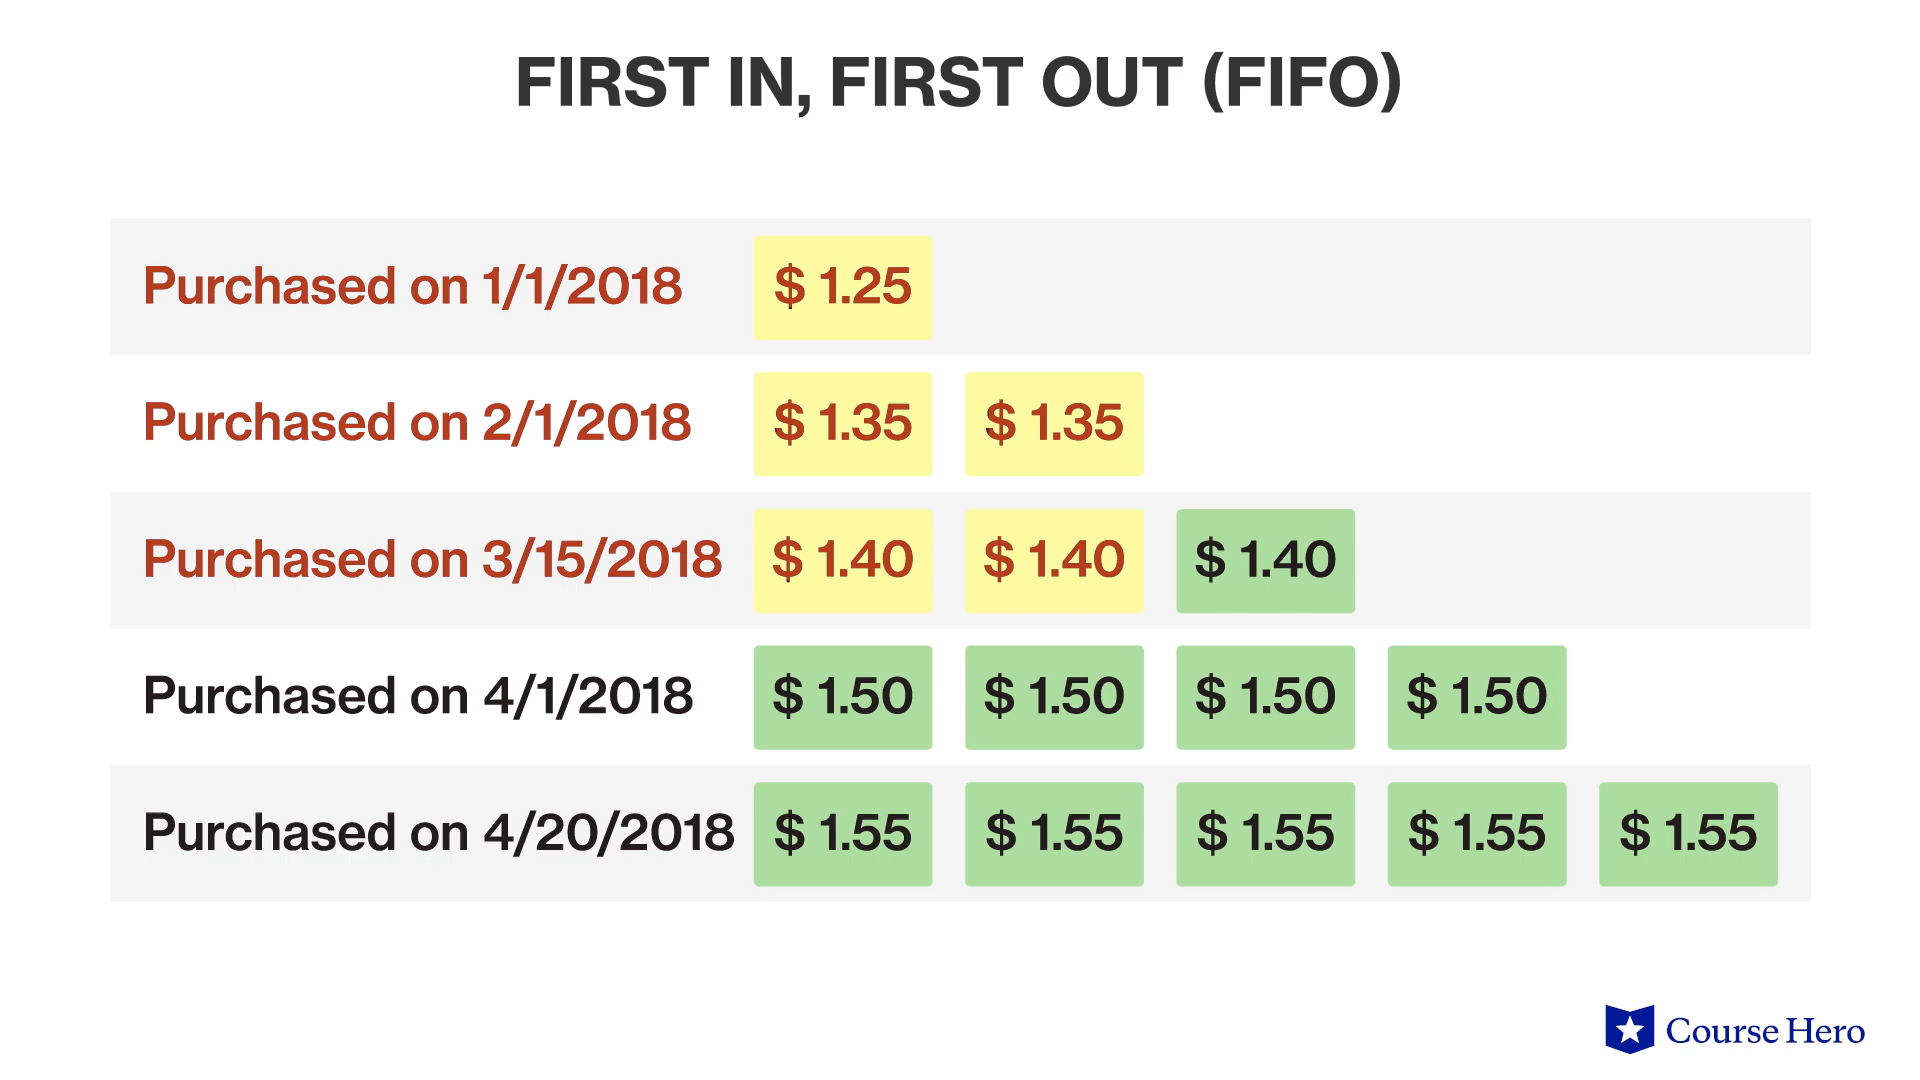 FIRST IN, FIRST OUT (FIFO)
Purchased on 1/1/2018 $ 1.25
Purchased on 2/1/2018 $ 1.35 $ 1.35
Purchased on 3/15/2018 $ 1.40 $ 1.40 $ 1.40
Purchased on 4/1/2018 $ 1.50 $ 1.50 $ 1.50 $ 1.50
Purchased on 4/20/2018 $ 1.55 $ 1.55 $ 1.55 $ 1.55 $ 1.55
Course Hero